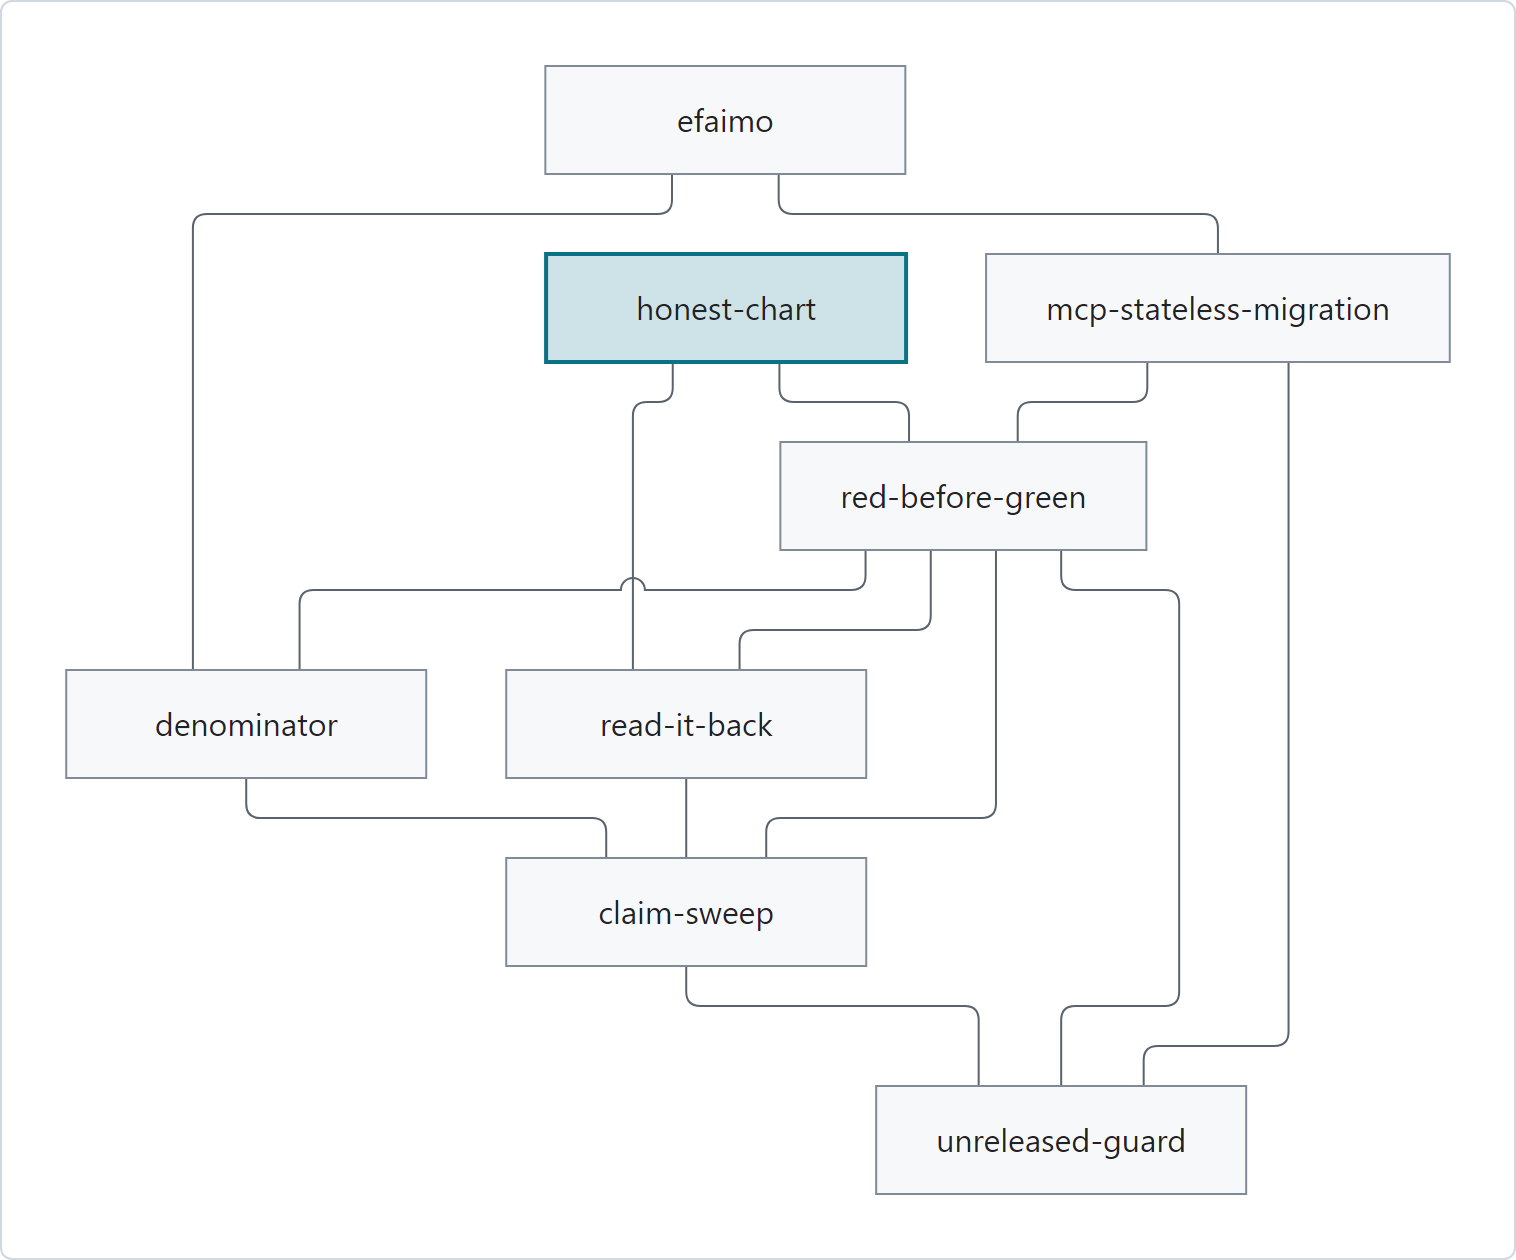 efaimo
honest-chart
mcp-stateless-migration
red-before-green
denominator
read-it-back
claim-sweep
unreleased-guard